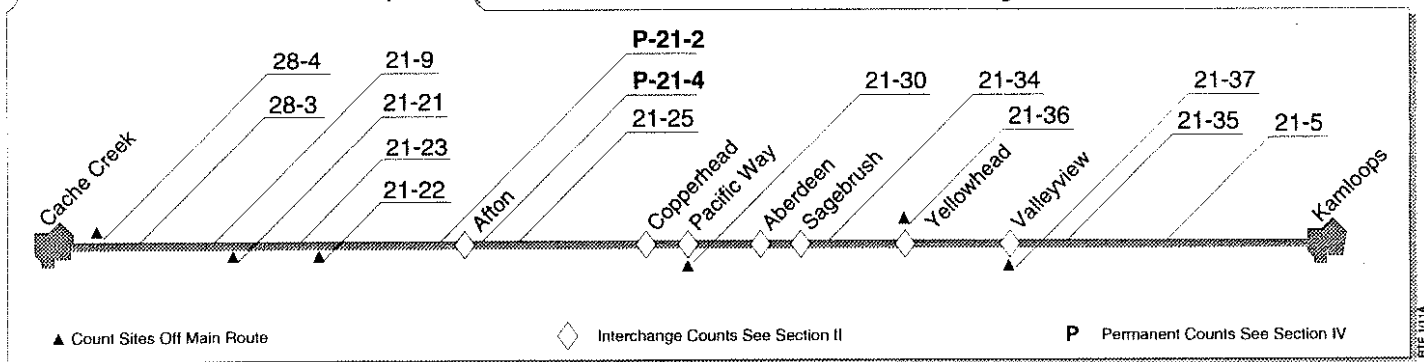 P-21-2
28-4
21-9
P-21-4
21-30
21-34
21-37
28-3
21-21
21-25
21-36
21-35
21-5
21-23
21-22
Cache Creek
Afton
Copperhead
Pacific Way
Aberdeen
Sagebrush
Yellowhead
Valleyview
Kamloops
▲ Count Sites Off Main Route
◇ Interchange Counts See Section II
P Permanent Counts See Section IV